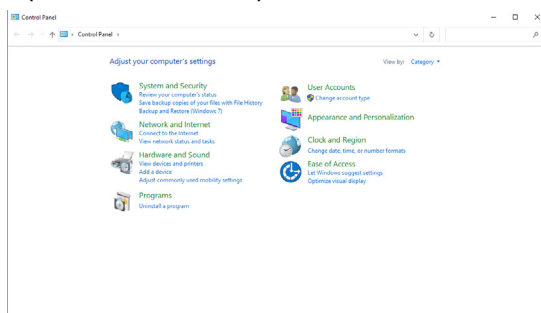 Control Panel
Control Panel
Adjust your computer's settings
View by: Category
System and Security
Review your computer's status
Save backup copies of your files with File History
Backup and Restore (Windows 7)
Network and Internet
Connect to the Internet
View network status and tasks
Hardware and Sound
View devices and printers
Add a device
Adjust commonly used mobility settings
Programs
Uninstall a program
User Accounts
Change account type
Appearance and Personalization
Clock and Region
Change date, time, or number formats
Ease of Access
Let Windows suggest settings
Optimize visual display